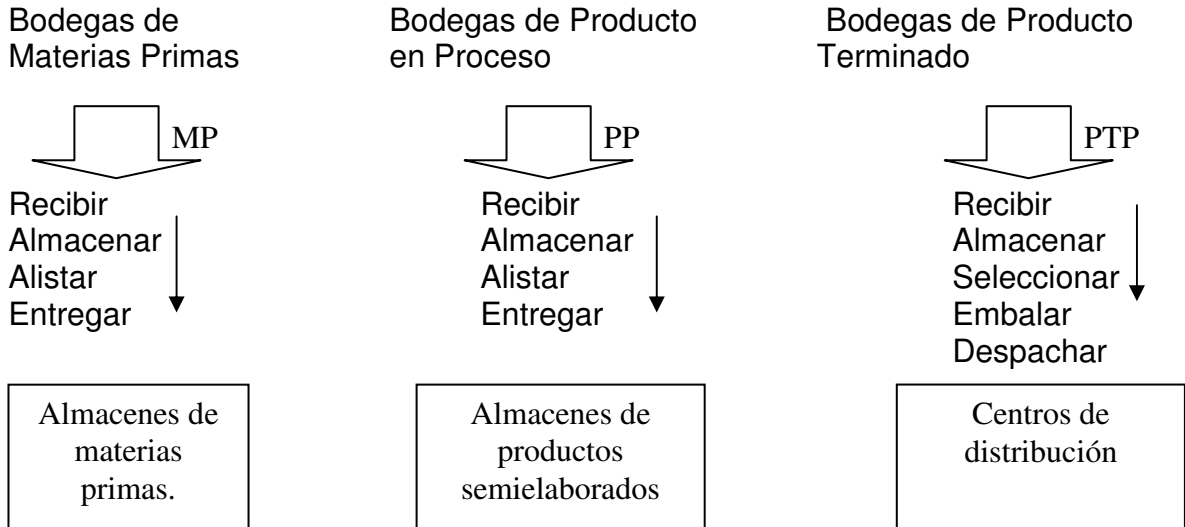 Bodegas de
Materias Primas
MP
Recibir
Almacenar
Alistar
Entregar
Almacenes de
materias
primas.
Bodegas de Producto
en Proceso
PP
Recibir
Almacenar
Alistar
Entregar
Almacenes de
productos
semielaborados
Bodegas de Producto
Terminado
PTP
Recibir
Almacenar
Seleccionar
Embalar
Despachar
Centros de
distribución